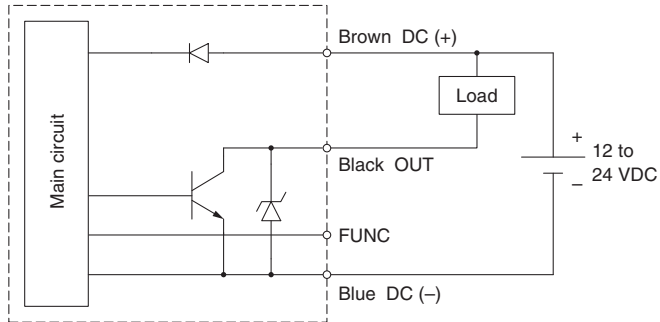 Brown DC (+)
Main circuit
Load
Black OUT
+
12 to
24 VDC
–
FUNC
Blue DC (–)